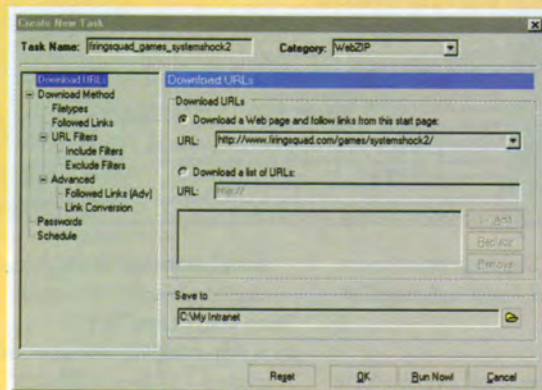 Create New Task
Task Name: firingsquad_games_systemshock2 Category: WebZIP
Download URLs
Download Method
Filetypes
Followed Links
URL Filters
Include Filters
Exclude Filters
Advanced
Followed Links (Adv)
Link Conversion
Passwords
Schedule
Download URLs
Download URLs
Download a Web page and follow links from this start page:
URL: http://www.firingsquad.com/games/systemshock2/
Download a list of URLs:
URL: http://
Add
Replace
Remove
Save to
C:\My Intranet
Reset OK Run Now! Cancel